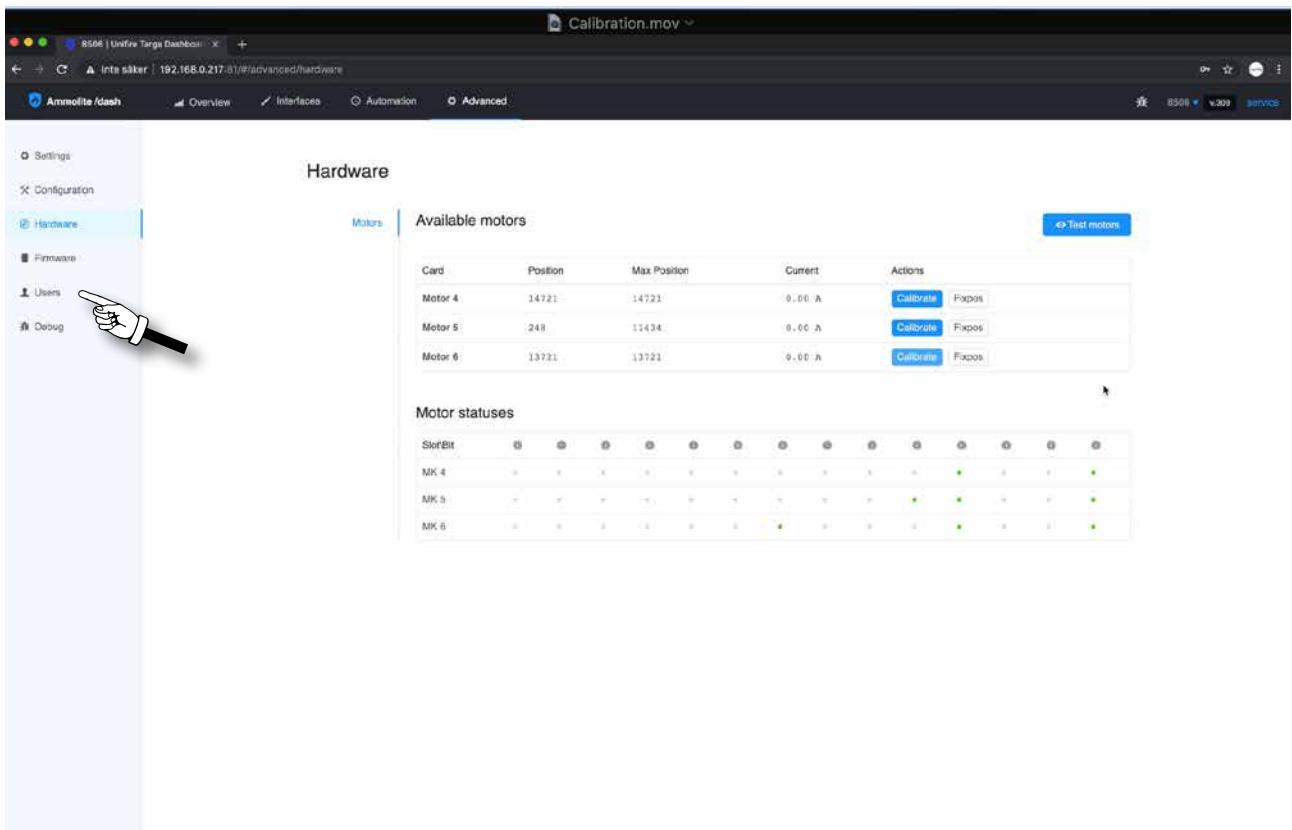 Calibration.mov
8506 | Unifire Targa Dashboar
Inte säker 192.168.0.217:81/#/advanced/hardware
Ammolite /dash Overview Interfaces Automation Advanced 8506 v.309 service
Settings
Configuration
Hardware
Firmware
Users
Debug
Hardware
Motors
Available motors
Test motors
Card Position Max Position Current Actions
Motor 4 14721 14721 0.00 A Calibrate Fixpos
Motor 5 248 11434 0.00 A Calibrate Fixpos
Motor 6 13721 13721 0.00 A Calibrate Fixpos
Motor statuses
Slot\Bit
MK 4
MK 5
MK 6